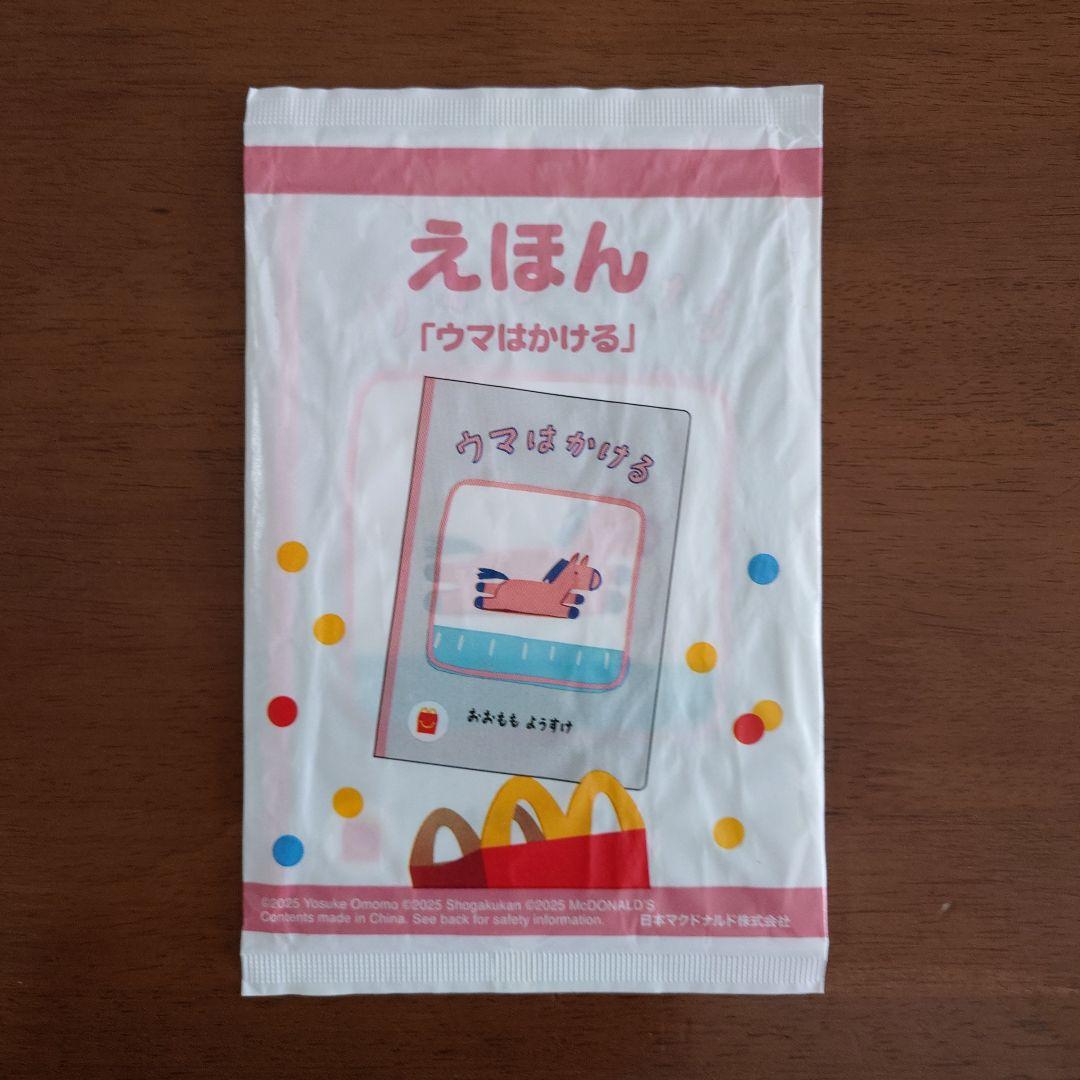 えほん
「ウマはかける」
ウマはかける
おおもも ようすけ
©2025 Yosuke Omomo ©2025 Shogakukan ©2025 McDONALD'S
Contents made in China. See back for safety information.
日本マクドナルド株式会社